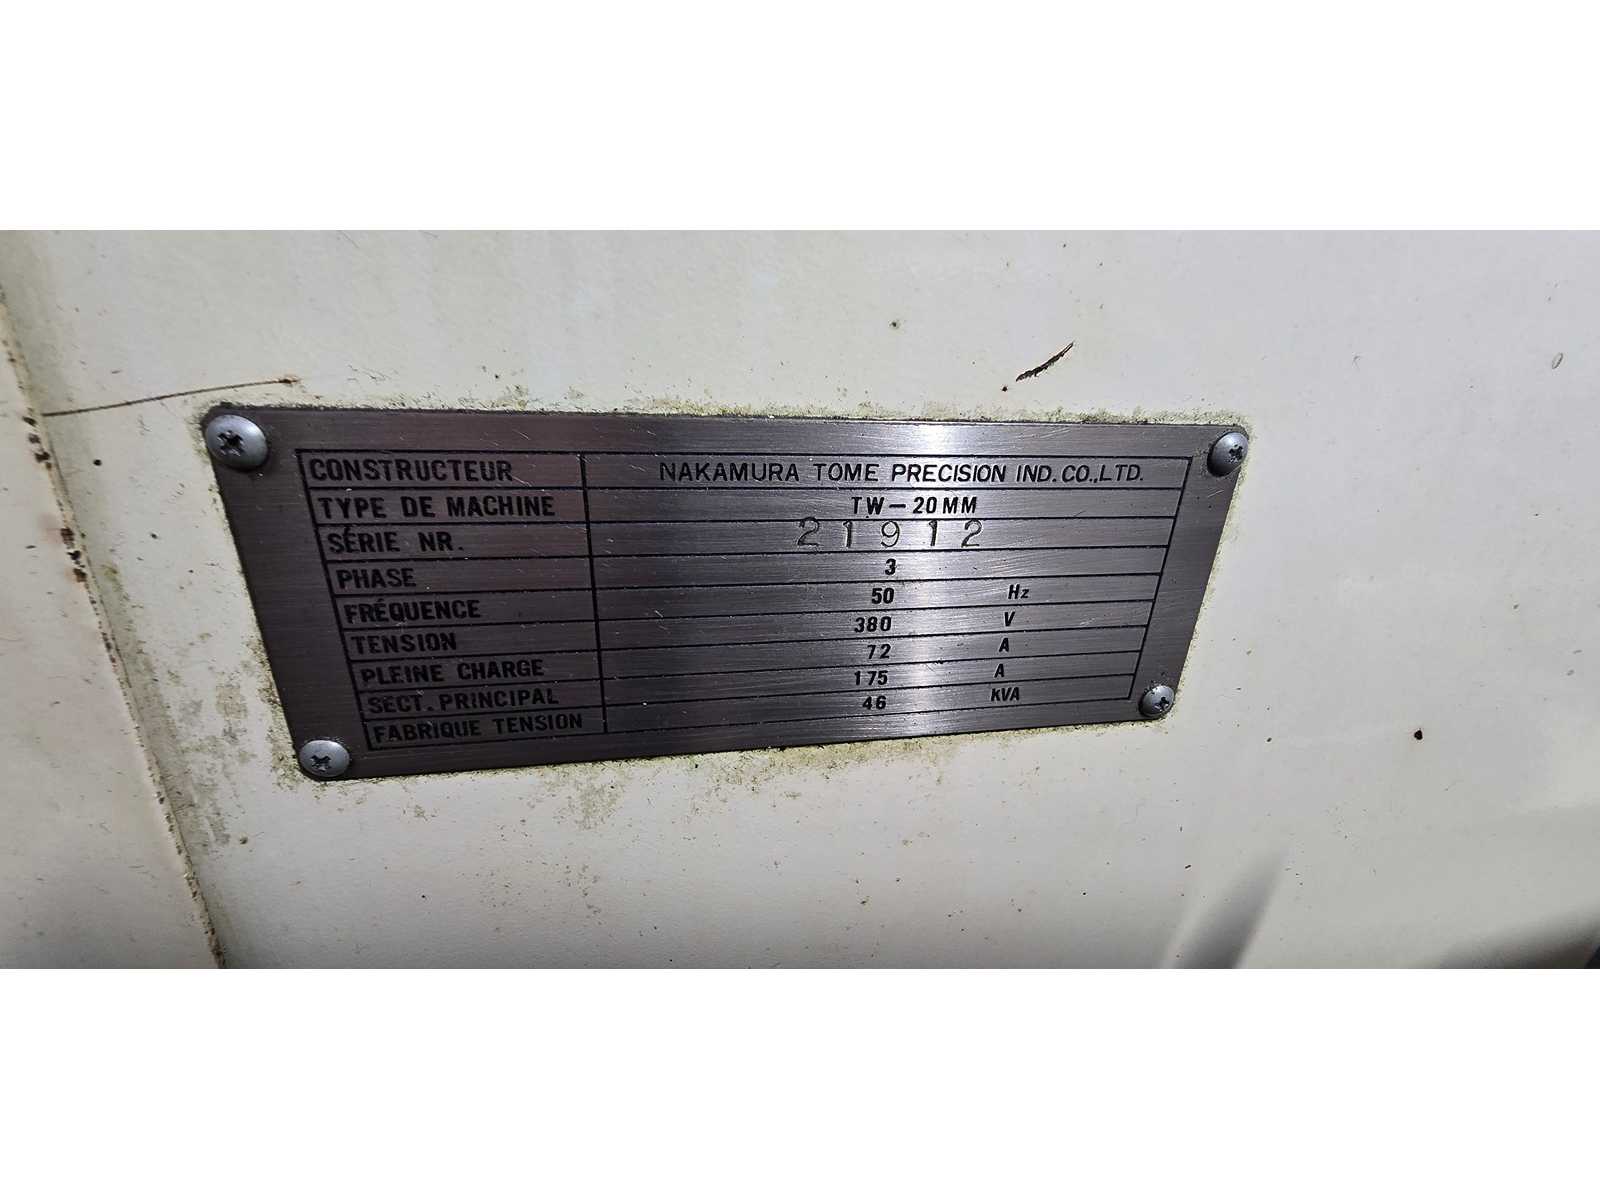 CONSTRUCTEUR NAKAMURA TOME PRECISION IND.CO.,LTD.
TYPE DE MACHINE TW-20MM
SÉRIE NR. 21912
PHASE 3
FRÉQUENCE 50 Hz
TENSION 380 V
PLEINE CHARGE 72 A
SECT. PRINCIPAL 175 A
FABRIQUE TENSION 46 KVA